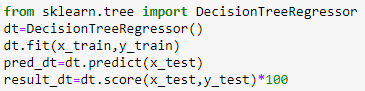 from sklearn.tree import DecisionTreeRegressor
dt=DecisionTreeRegressor()
dt.fit(x_train,y_train)
pred_dt=dt.predict(x_test)
result_dt=dt.score(x_test,y_test)*100